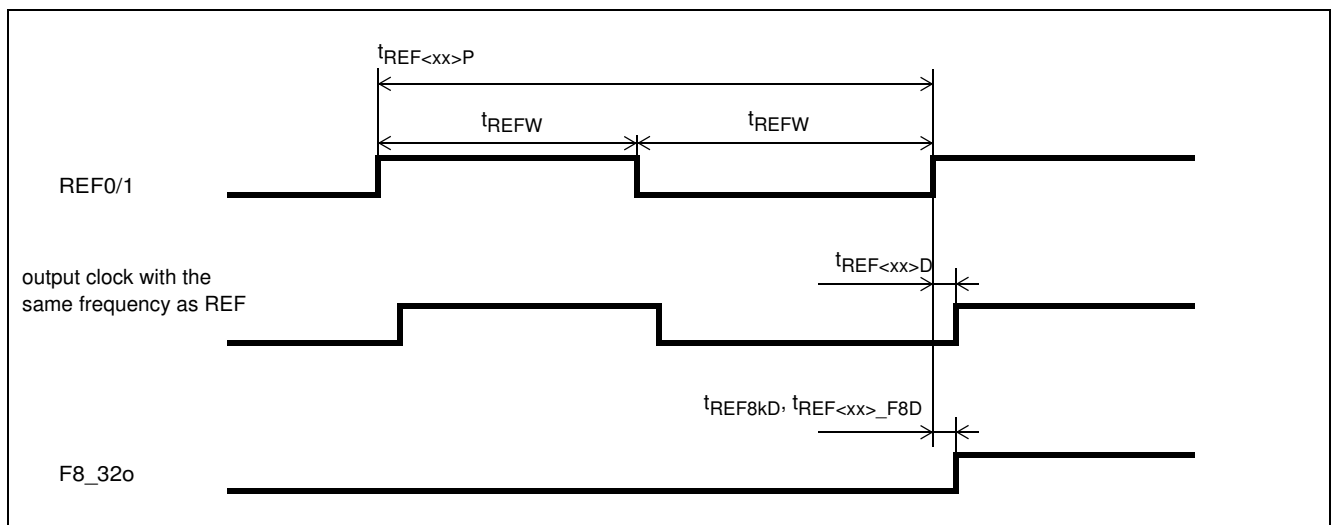 tREF<xx>P
tREFW tREFW
REF0/1
tREF<xx>D
output clock with the
same frequency as REF
tREF8kD, tREF<xx>_F8D
F8_32o